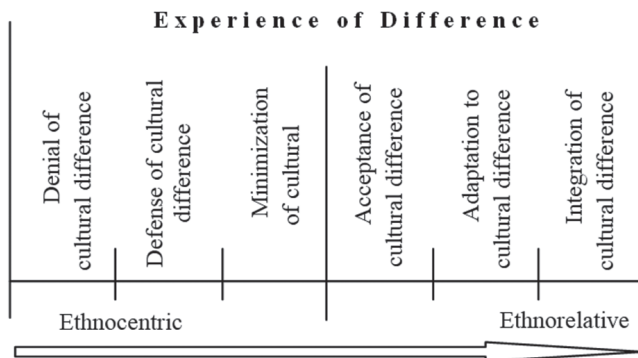 Experience of Difference
Denial of
cultural difference
Defense of cultural
difference
Minimization
of cultural
Acceptance of
cultural difference
Adaptation to
cultural difference
Integration of
cultural difference
Ethnocentric
Ethnorelative